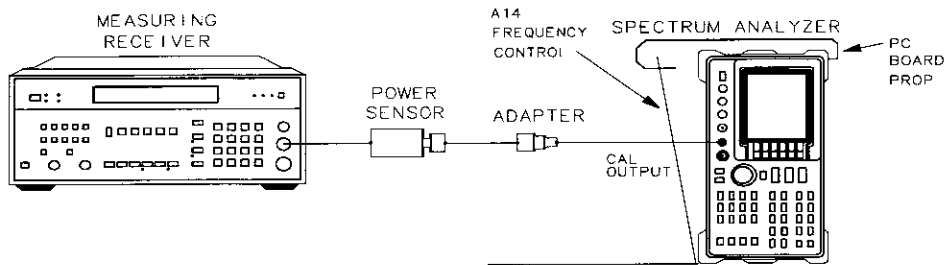 MEASURING
RECEIVER
POWER
SENSOR
ADAPTER
A14
FREQUENCY
CONTROL
SPECTRUM ANALYZER
PC
BOARD
PROP
CAL
OUTPUT